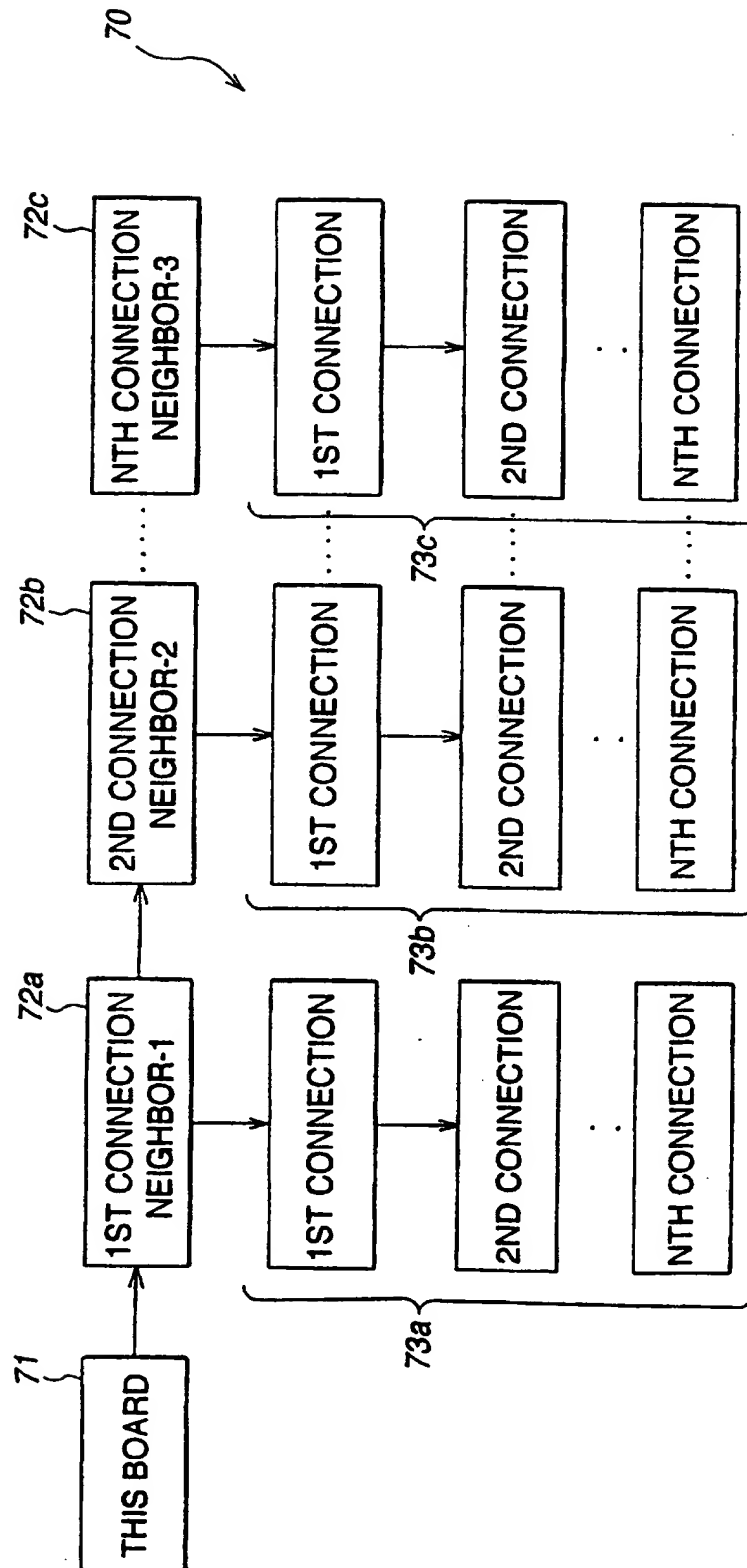 70
71
THIS BOARD
72a
1ST CONNECTION
NEIGHBOR-1
72b
2ND CONNECTION
NEIGHBOR-2
72c
NTH CONNECTION
NEIGHBOR-3
1ST CONNECTION
2ND CONNECTION
NTH CONNECTION
73a
1ST CONNECTION
2ND CONNECTION
NTH CONNECTION
73b
1ST CONNECTION
2ND CONNECTION
NTH CONNECTION
73c